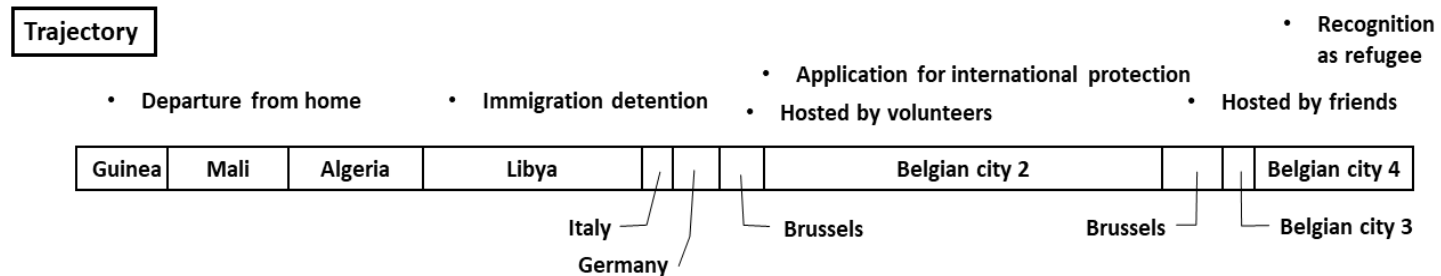 Trajectory
• Recognition
as refugee
• Application for international protection
• Departure from home
• Immigration detention
• Hosted by volunteers
• Hosted by friends
Guinea
Mali
Algeria
Libya
Belgian city 2
Belgian city 4
Italy
Brussels
Brussels
Belgian city 3
Germany